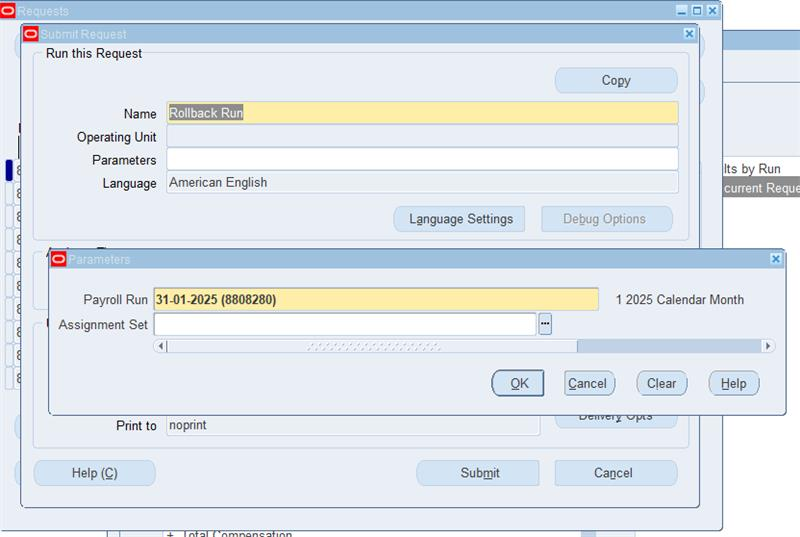 Requests
Submit Request
Run this Request
Copy
Name Rollback Run
Operating Unit
Parameters
Language American English
Language Settings Debug Options
lts by Run
current Reque
Parameters
Payroll Run 31-01-2025 (8808280) 1 2025 Calendar Month
Assignment Set
OK Cancel Clear Help
Delivery Opts
Print to noprint
Help (C) Submit Cancel
+ Total Compensation